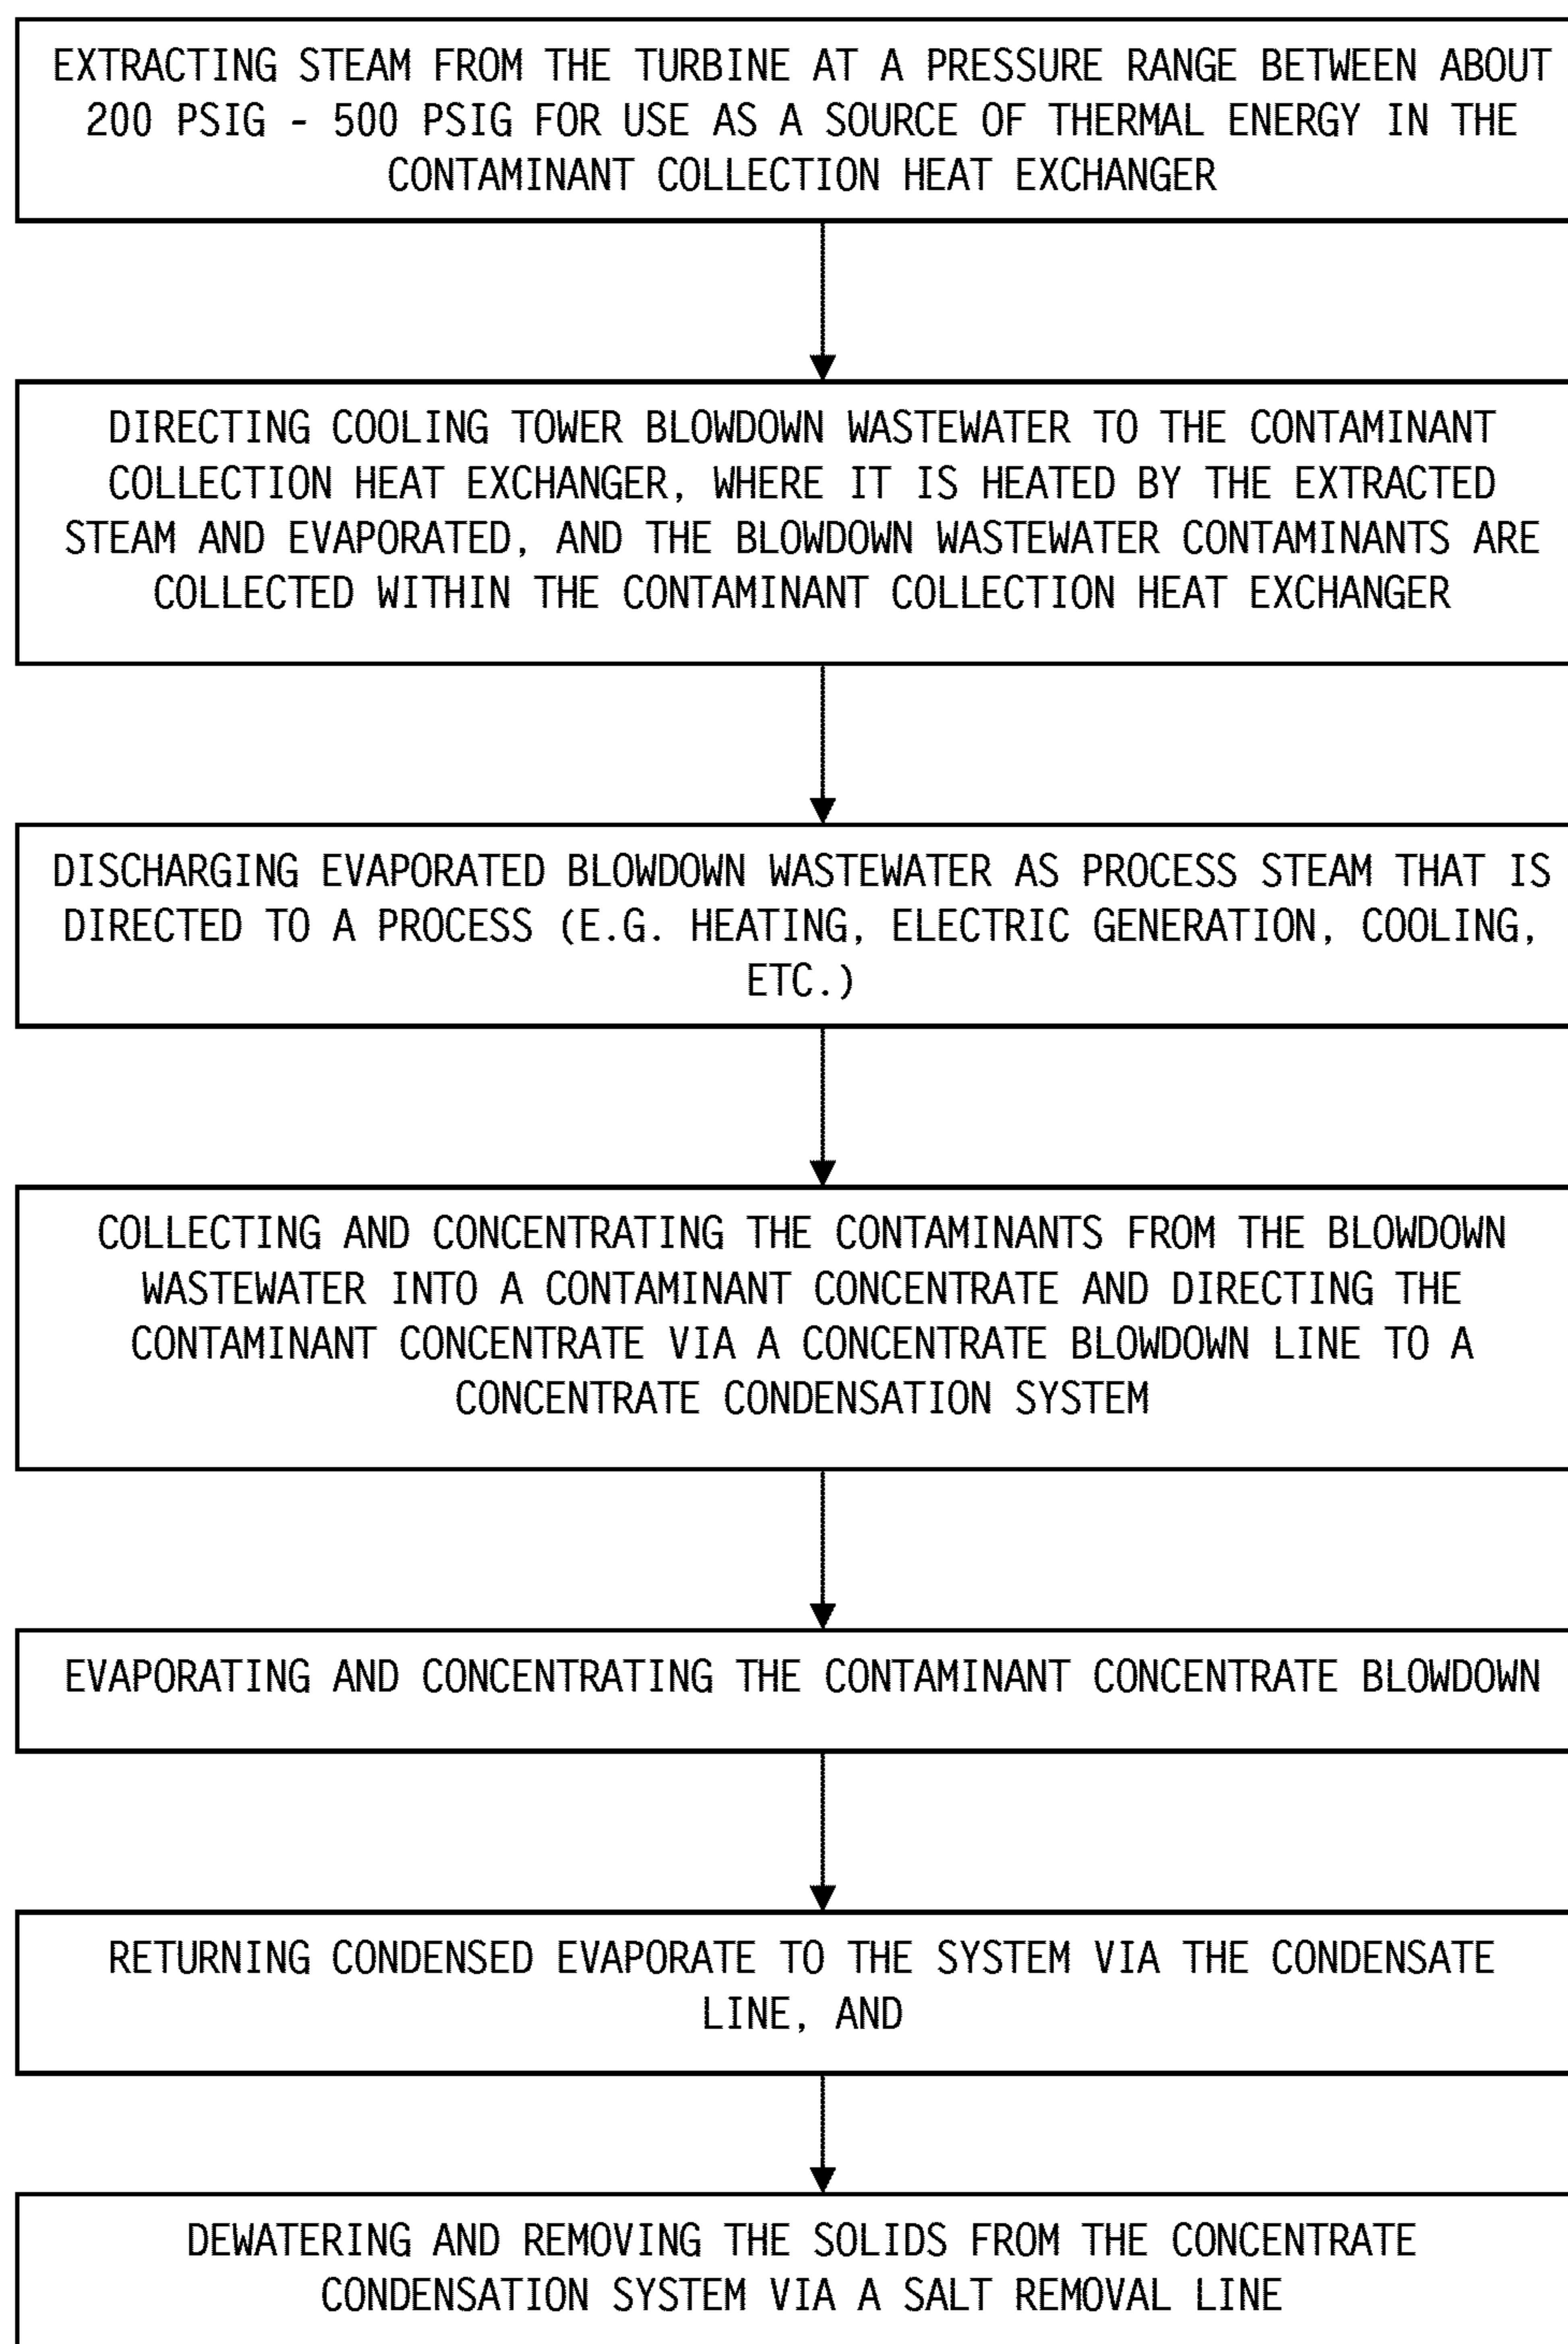 EXTRACTING STEAM FROM THE TURBINE AT A PRESSURE RANGE BETWEEN ABOUT
200 PSIG - 500 PSIG FOR USE AS A SOURCE OF THERMAL ENERGY IN THE
CONTAMINANT COLLECTION HEAT EXCHANGER
DIRECTING COOLING TOWER BLOWDOWN WASTEWATER TO THE CONTAMINANT
COLLECTION HEAT EXCHANGER, WHERE IT IS HEATED BY THE EXTRACTED
STEAM AND EVAPORATED, AND THE BLOWDOWN WASTEWATER CONTAMINANTS ARE
COLLECTED WITHIN THE CONTAMINANT COLLECTION HEAT EXCHANGER
DISCHARGING EVAPORATED BLOWDOWN WASTEWATER AS PROCESS STEAM THAT IS
DIRECTED TO A PROCESS (E.G. HEATING, ELECTRIC GENERATION, COOLING,
ETC.)
COLLECTING AND CONCENTRATING THE CONTAMINANTS FROM THE BLOWDOWN
WASTEWATER INTO A CONTAMINANT CONCENTRATE AND DIRECTING THE
CONTAMINANT CONCENTRATE VIA A CONCENTRATE BLOWDOWN LINE TO A
CONCENTRATE CONDENSATION SYSTEM
EVAPORATING AND CONCENTRATING THE CONTAMINANT CONCENTRATE BLOWDOWN
RETURNING CONDENSED EVAPORATE TO THE SYSTEM VIA THE CONDENSATE
LINE, AND
DEWATERING AND REMOVING THE SOLIDS FROM THE CONCENTRATE
CONDENSATION SYSTEM VIA A SALT REMOVAL LINE